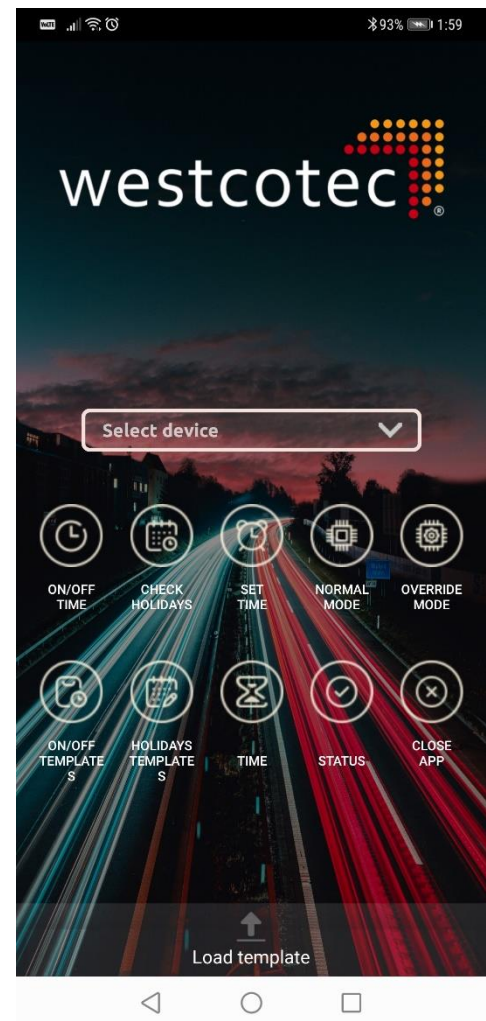 VoLTE 93% 1:59
westcotec
®
Select device
ON/OFF
TIME
CHECK
HOLIDAYS
SET
TIME
NORMAL
MODE
OVERRIDE
MODE
ON/OFF
TEMPLATE
S
HOLIDAYS
TEMPLATE
S
TIME
STATUS
CLOSE
APP
Load template